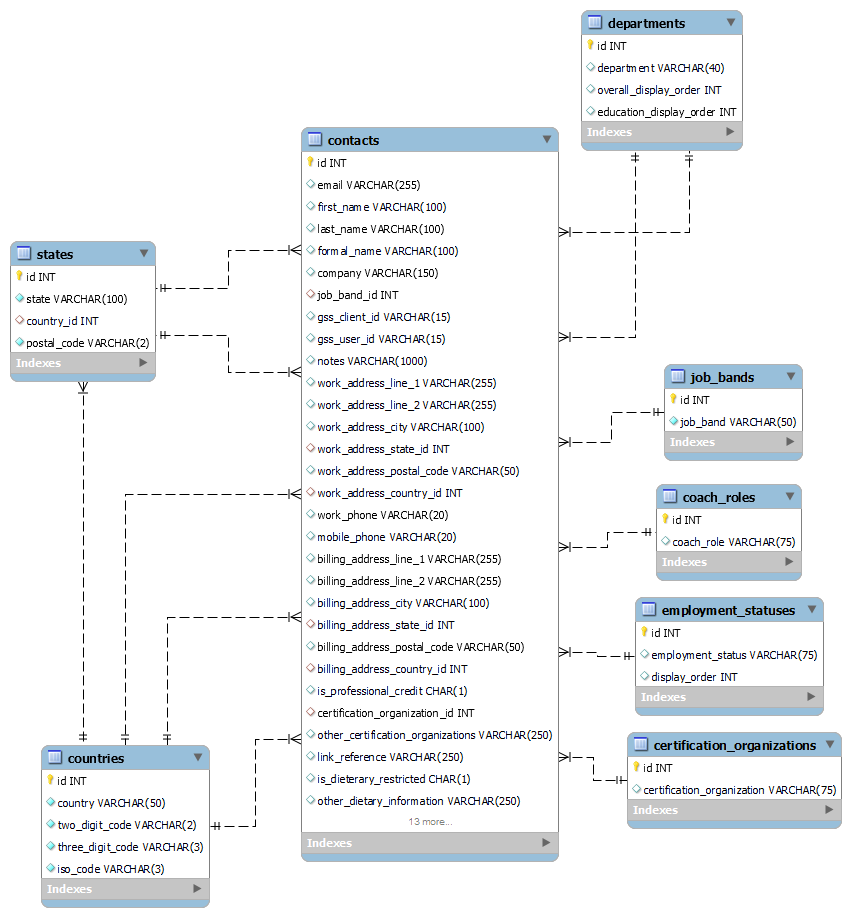 departments
id INT
department VARCHAR(40)
overall_display_order INT
education_display_order INT
Indexes
contacts
id INT
email VARCHAR(255)
first_name VARCHAR(100)
last_name VARCHAR(100)
formal_name VARCHAR(100)
company VARCHAR(150)
job_band_id INT
gss_client_id VARCHAR(15)
gss_user_id VARCHAR(15)
notes VARCHAR(1000)
work_address_line_1 VARCHAR(255)
work_address_line_2 VARCHAR(255)
work_address_city VARCHAR(100)
work_address_state_id INT
work_address_postal_code VARCHAR(50)
work_address_country_id INT
work_phone VARCHAR(20)
mobile_phone VARCHAR(20)
billing_address_line_1 VARCHAR(255)
billing_address_line_2 VARCHAR(255)
billing_address_city VARCHAR(100)
billing_address_state_id INT
billing_address_postal_code VARCHAR(50)
billing_address_country_id INT
is_professional_credit CHAR(1)
certification_organization_id INT
other_certification_organizations VARCHAR(250)
link_reference VARCHAR(250)
is_dieterary_restricted CHAR(1)
other_dietary_information VARCHAR(250)
13 more...
Indexes
states
id INT
state VARCHAR(100)
country_id INT
postal_code VARCHAR(2)
Indexes
job_bands
id INT
job_band VARCHAR(50)
Indexes
coach_roles
id INT
coach_role VARCHAR(75)
Indexes
employment_statuses
id INT
employment_status VARCHAR(75)
display_order INT
Indexes
certification_organizations
id INT
certification_organization VARCHAR(75)
Indexes
countries
id INT
country VARCHAR(50)
two_digit_code VARCHAR(2)
three_digit_code VARCHAR(3)
iso_code VARCHAR(3)
Indexes